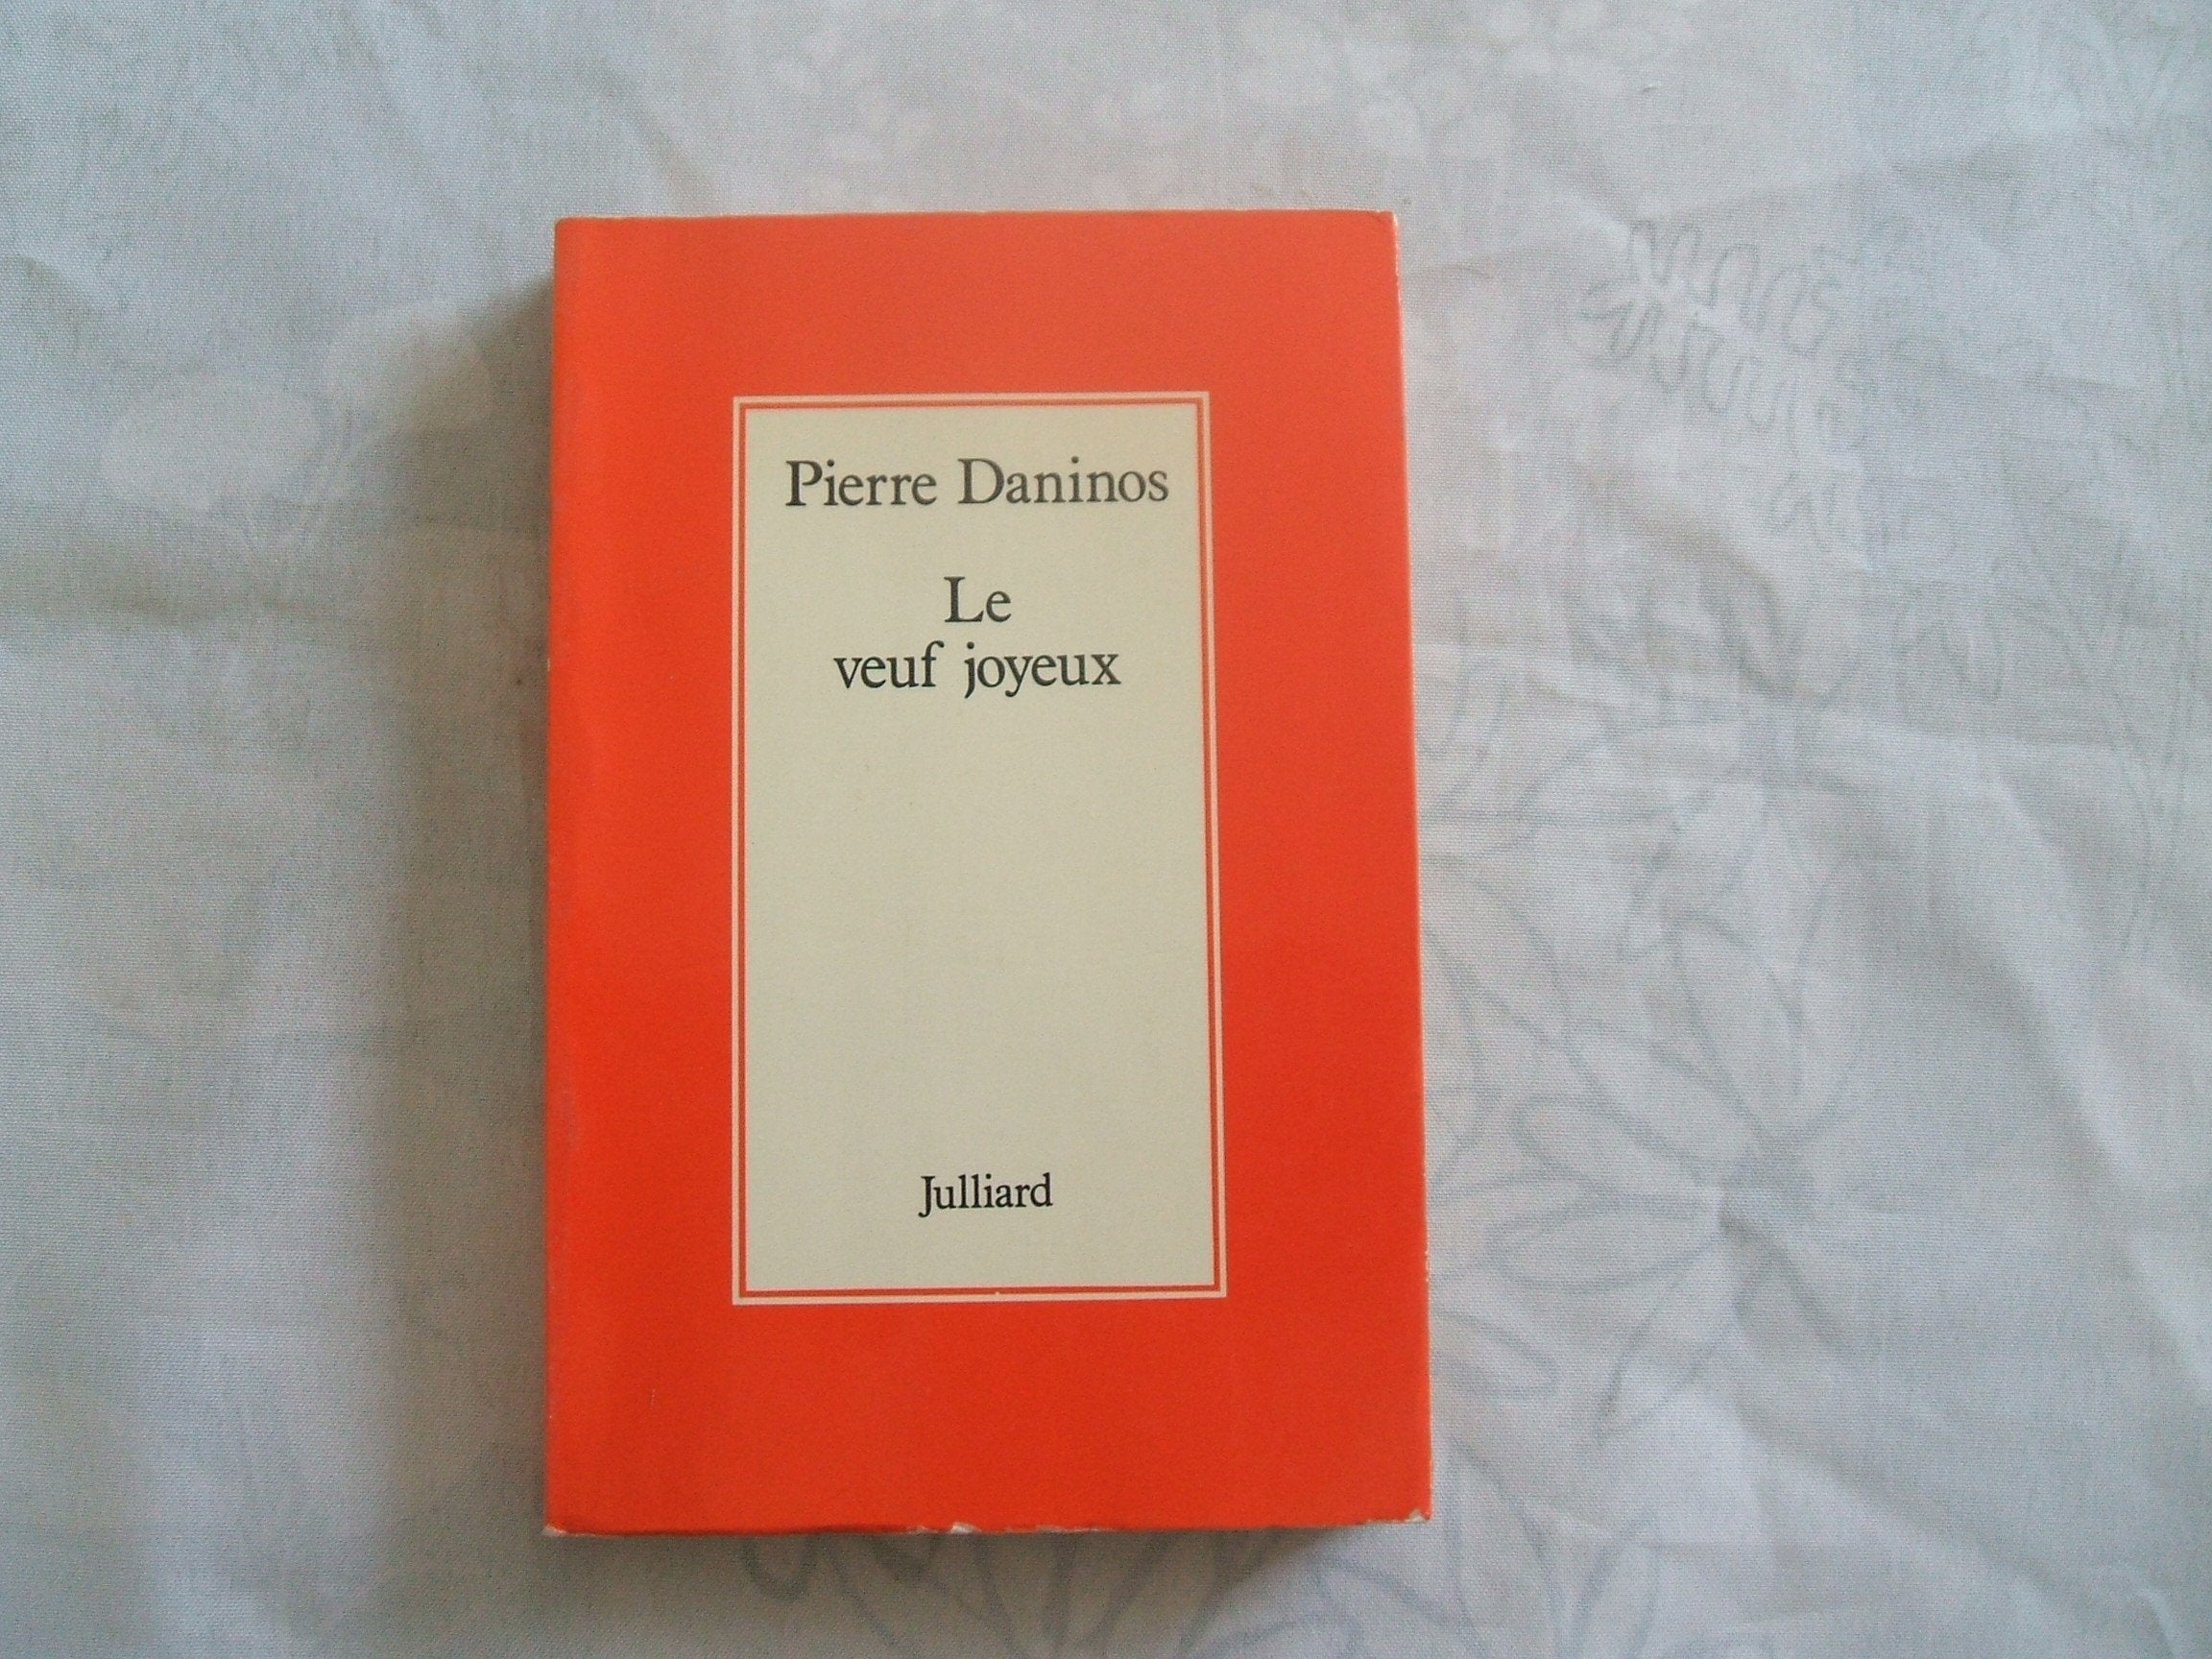 Pierre Daninos
Le
veuf joyeux
Julliard